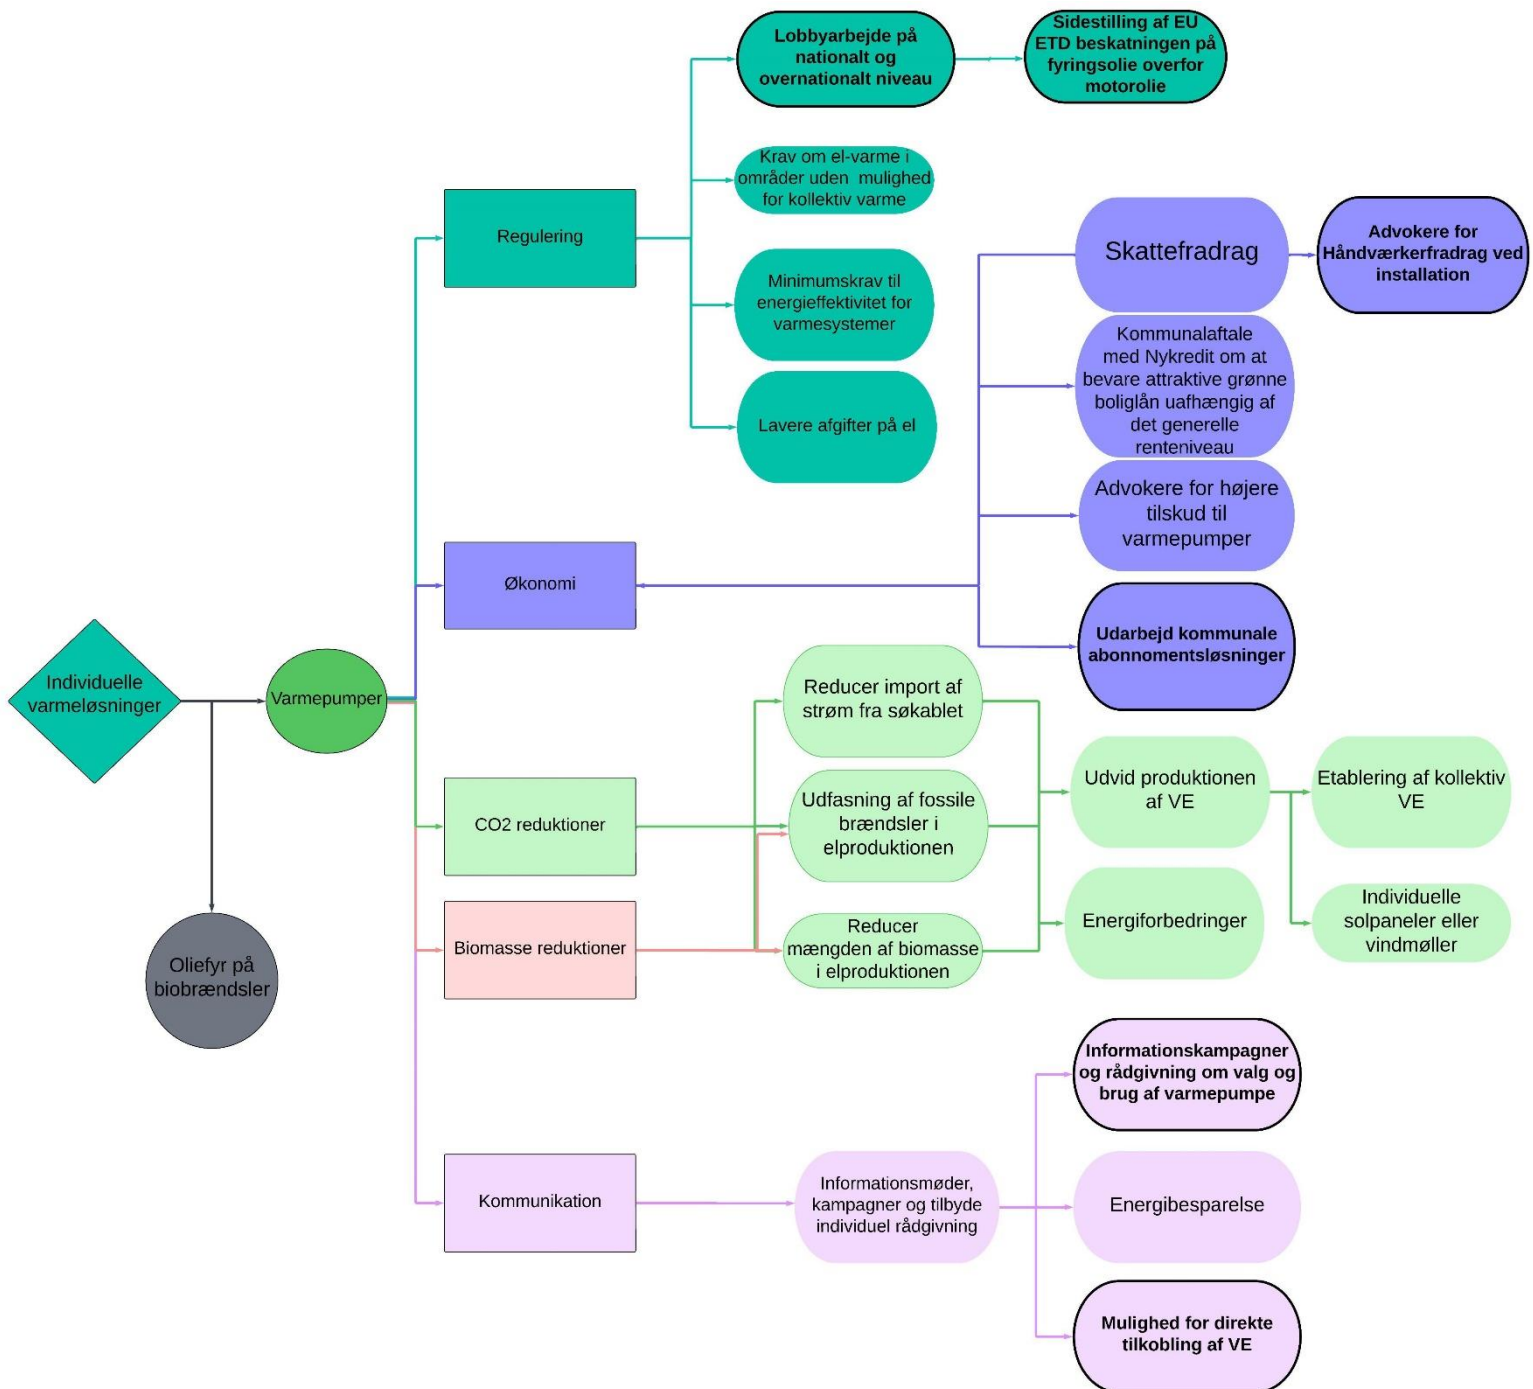 Lobbyarbejde på
nationalt og
overnationalt niveau
Sidestilling af EU
ETD beskatningen på
fyringsolie overfor
motorolie
Krav om el-varme i
områder uden mulighed
for kollektiv varme
Regulering
Minimumskrav til
energieffektivitet for
varmesystemer
Lavere afgifter på el
Skattefradrag
Advokere for
Håndværkerfradrag ved
installation
Kommunalaftale
med Nykredit om at
bevare attraktive grønne
boliglån uafhængig af
det generelle
renteniveau
Advokere for højere
tilskud til
varmepumper
Økonomi
Udarbejd kommunale
abonnomentsløsninger
Individuelle
varmeløsninger
Varmepumper
Oliefyr på
biobrændsler
Reducer import af
strøm fra søkablet
CO2 reduktioner
Udfasning af fossile
brændsler i
elproduktionen
Udvid produktionen
af VE
Etablering af kollektiv
VE
Individuelle
solpaneler eller
vindmøller
Biomasse reduktioner
Reducer
mængden af biomasse
i elproduktionen
Energiforbedringer
Kommunikation
Informationsmøder,
kampagner og tilbyde
individuel rådgivning
Informationskampagner
og rådgivning om valg og
brug af varmepumpe
Energibesparelse
Mulighed for direkte
tilkobling af VE